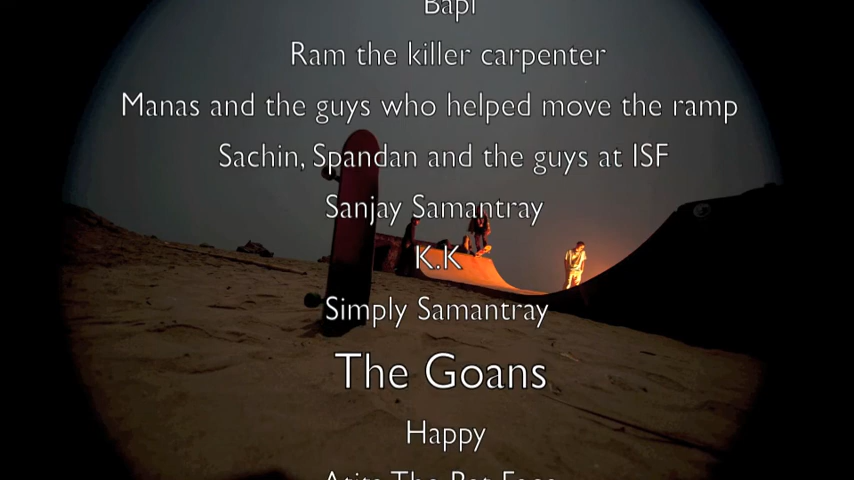 Bapi
Ram the killer carpenter
Manas and the guys who helped move the ramp
Sachin, Spandan and the guys at ISF
Sanjay Samantray
K.K
Simply Samantray
The Goans
Happy